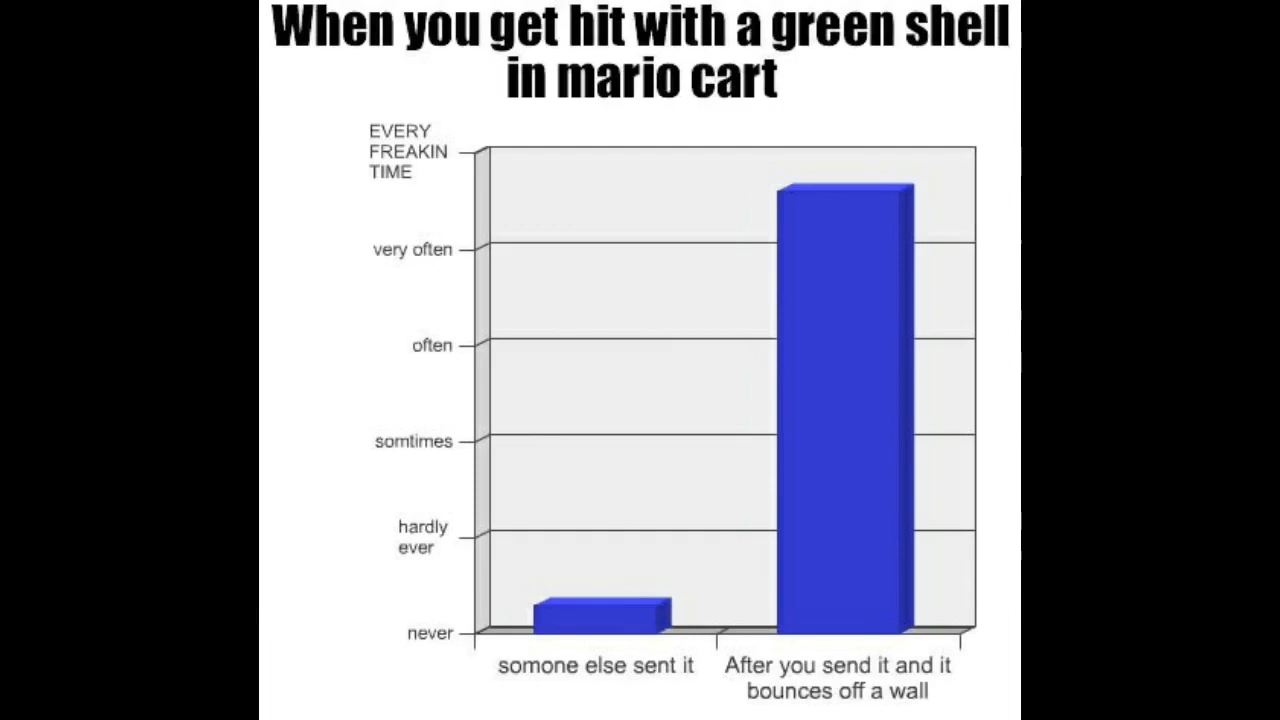 When you get hit with a green shell
in mario cart
EVERY
FREAKIN
TIME
very often
often
somtimes
hardly
ever
never
somone else sent it
After you send it and it
bounces off a wall